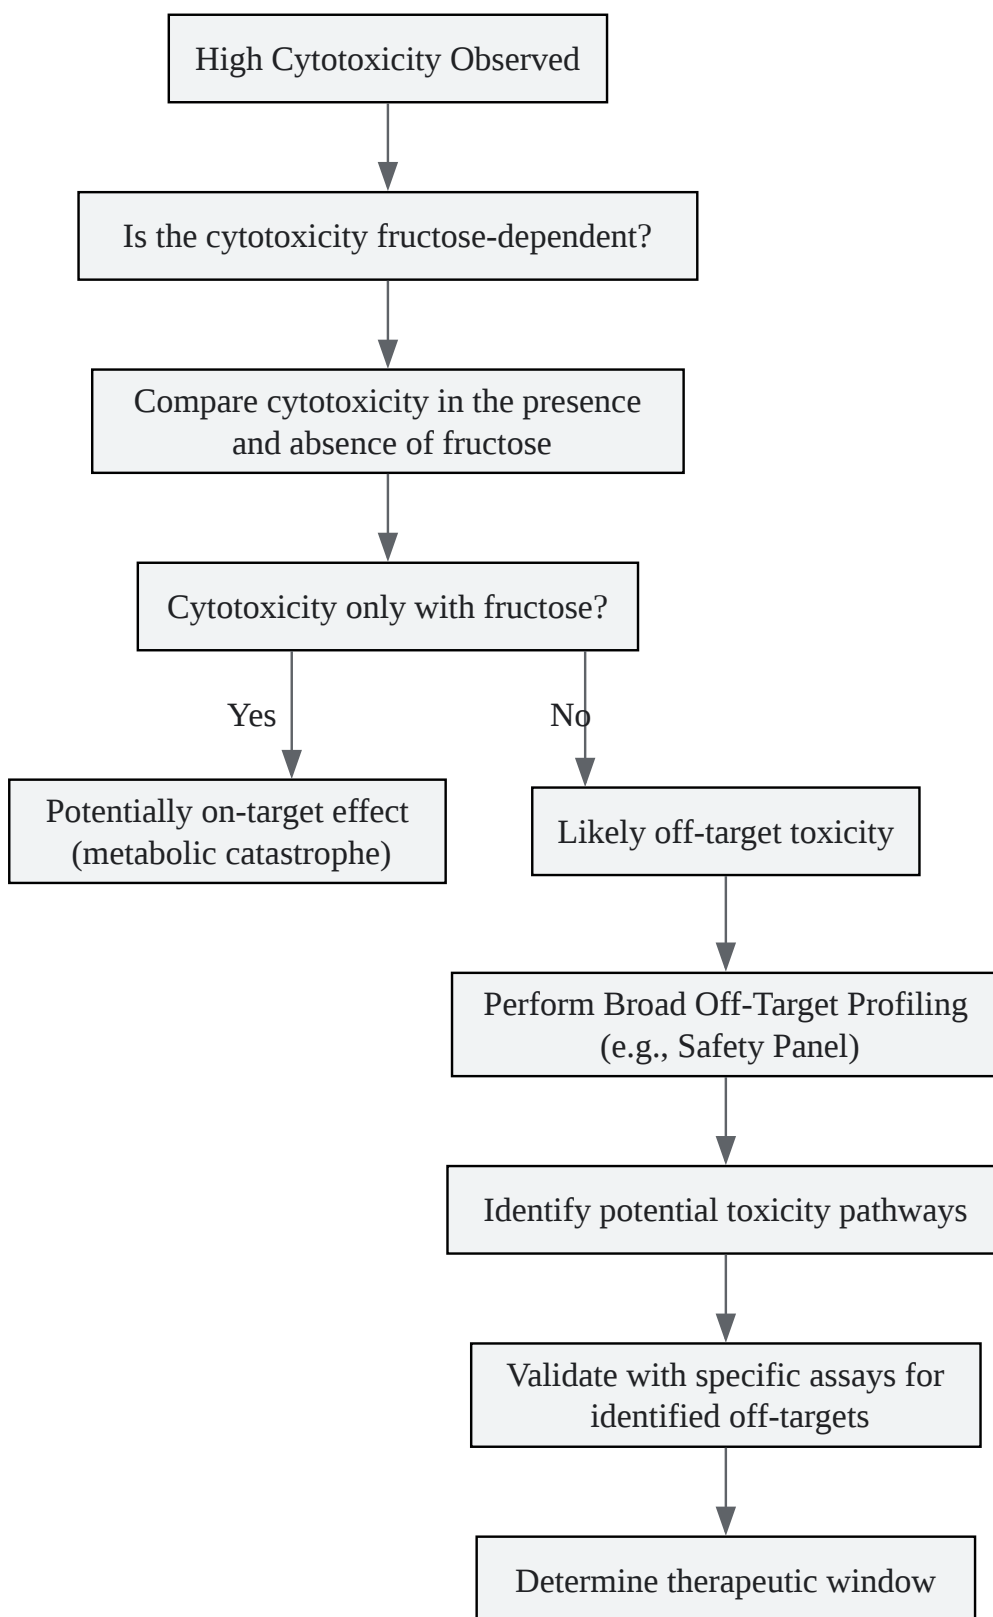 High Cytotoxicity Observed
Is the cytotoxicity fructose-dependent?
Compare cytotoxicity in the presence
and absence of fructose
Cytotoxicity only with fructose?
Yes
No
Potentially on-target effect
(metabolic catastrophe)
Likely off-target toxicity
Perform Broad Off-Target Profiling
(e.g., Safety Panel)
Identify potential toxicity pathways
Validate with specific assays for
identified off-targets
Determine therapeutic window